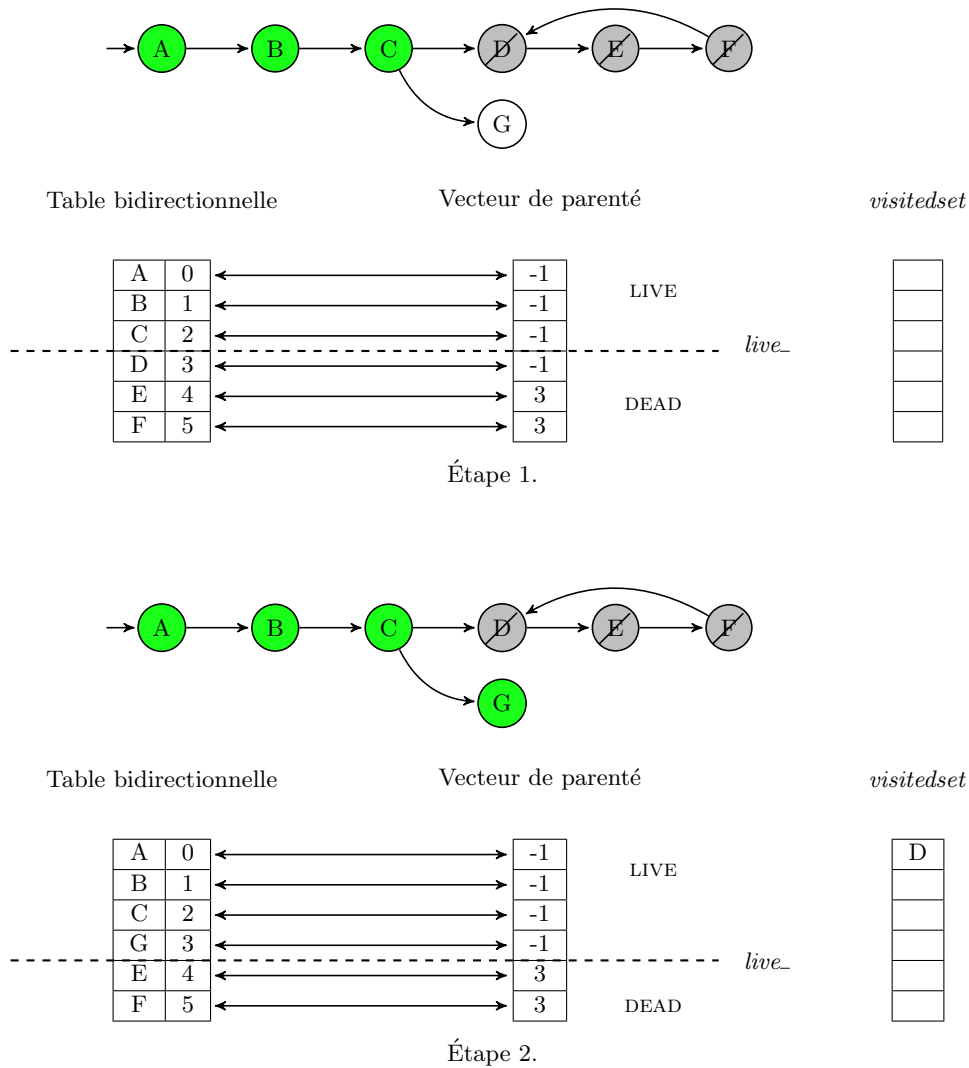 A B C D E F
G
Table bidirectionnelle Vecteur de parenté visitedset
A 0 -1
LIVE
B 1 -1
C 2 -1
live_
D 3 -1
E 4 3
DEAD
F 5 3
Étape 1.
A B C D E F
G
Table bidirectionnelle Vecteur de parenté visitedset
A 0 -1 D
LIVE
B 1 -1
C 2 -1
G 3 -1
live_
E 4 3
F 5 3 DEAD
Étape 2.